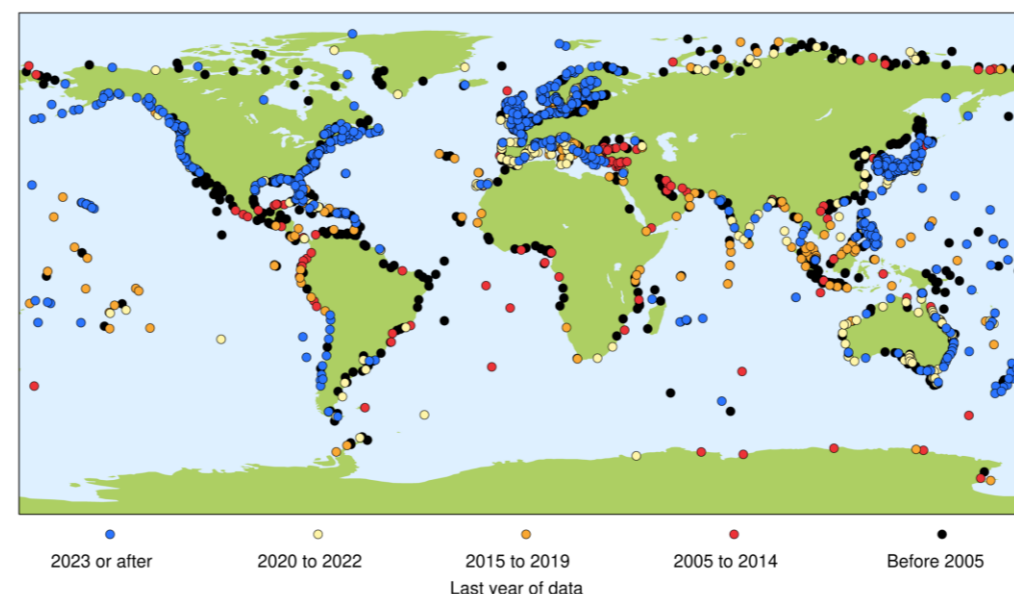 2023 or after
2020 to 2022
2015 to 2019
2005 to 2014
Before 2005
Last year of data